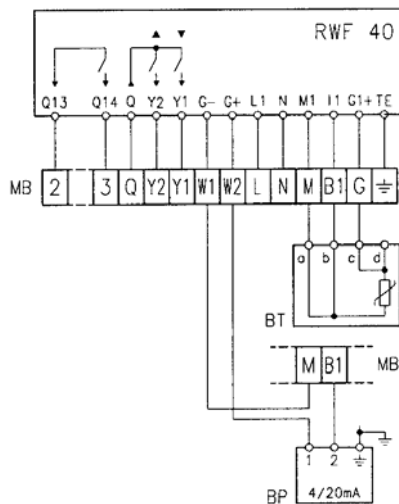 RWF 40
Q13 Q14 Q Y2 Y1 G- G+ L1 N M1 I1 G1+ TE
MB 2 3 Q Y2 Y1 W1 W2 L N M B1 G
a b c d
BT
M B1 MB
1 2
BP 4/20mA